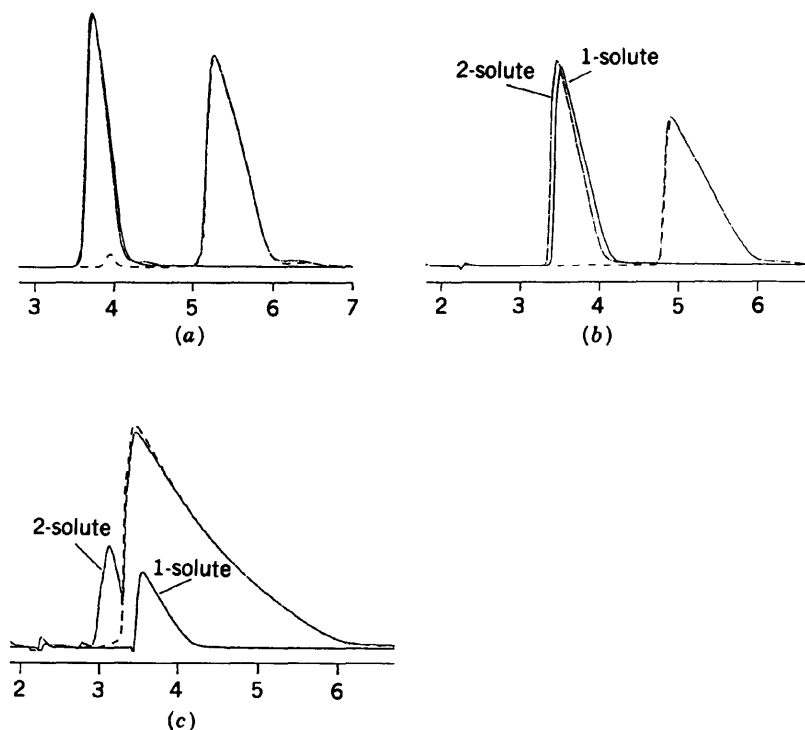 1-solute
2-solute
3 4 5 6 7
(a)
2 3 4 5 6
(b)
2-solute
1-solute
2 3 4 5 6
(c)